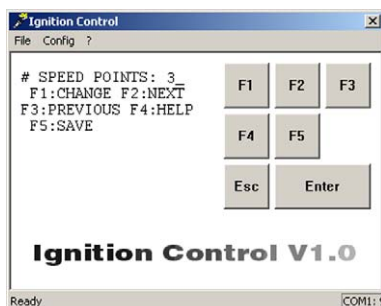 Ignition Control
File Config ?
# SPEED POINTS: 3_
F1:CHANGE F2:NEXT
F3:PREVIOUS F4:HELP
F5:SAVE
F1 F2 F3
F4 F5
Esc Enter
Ignition Control V1.0
Ready COM1: